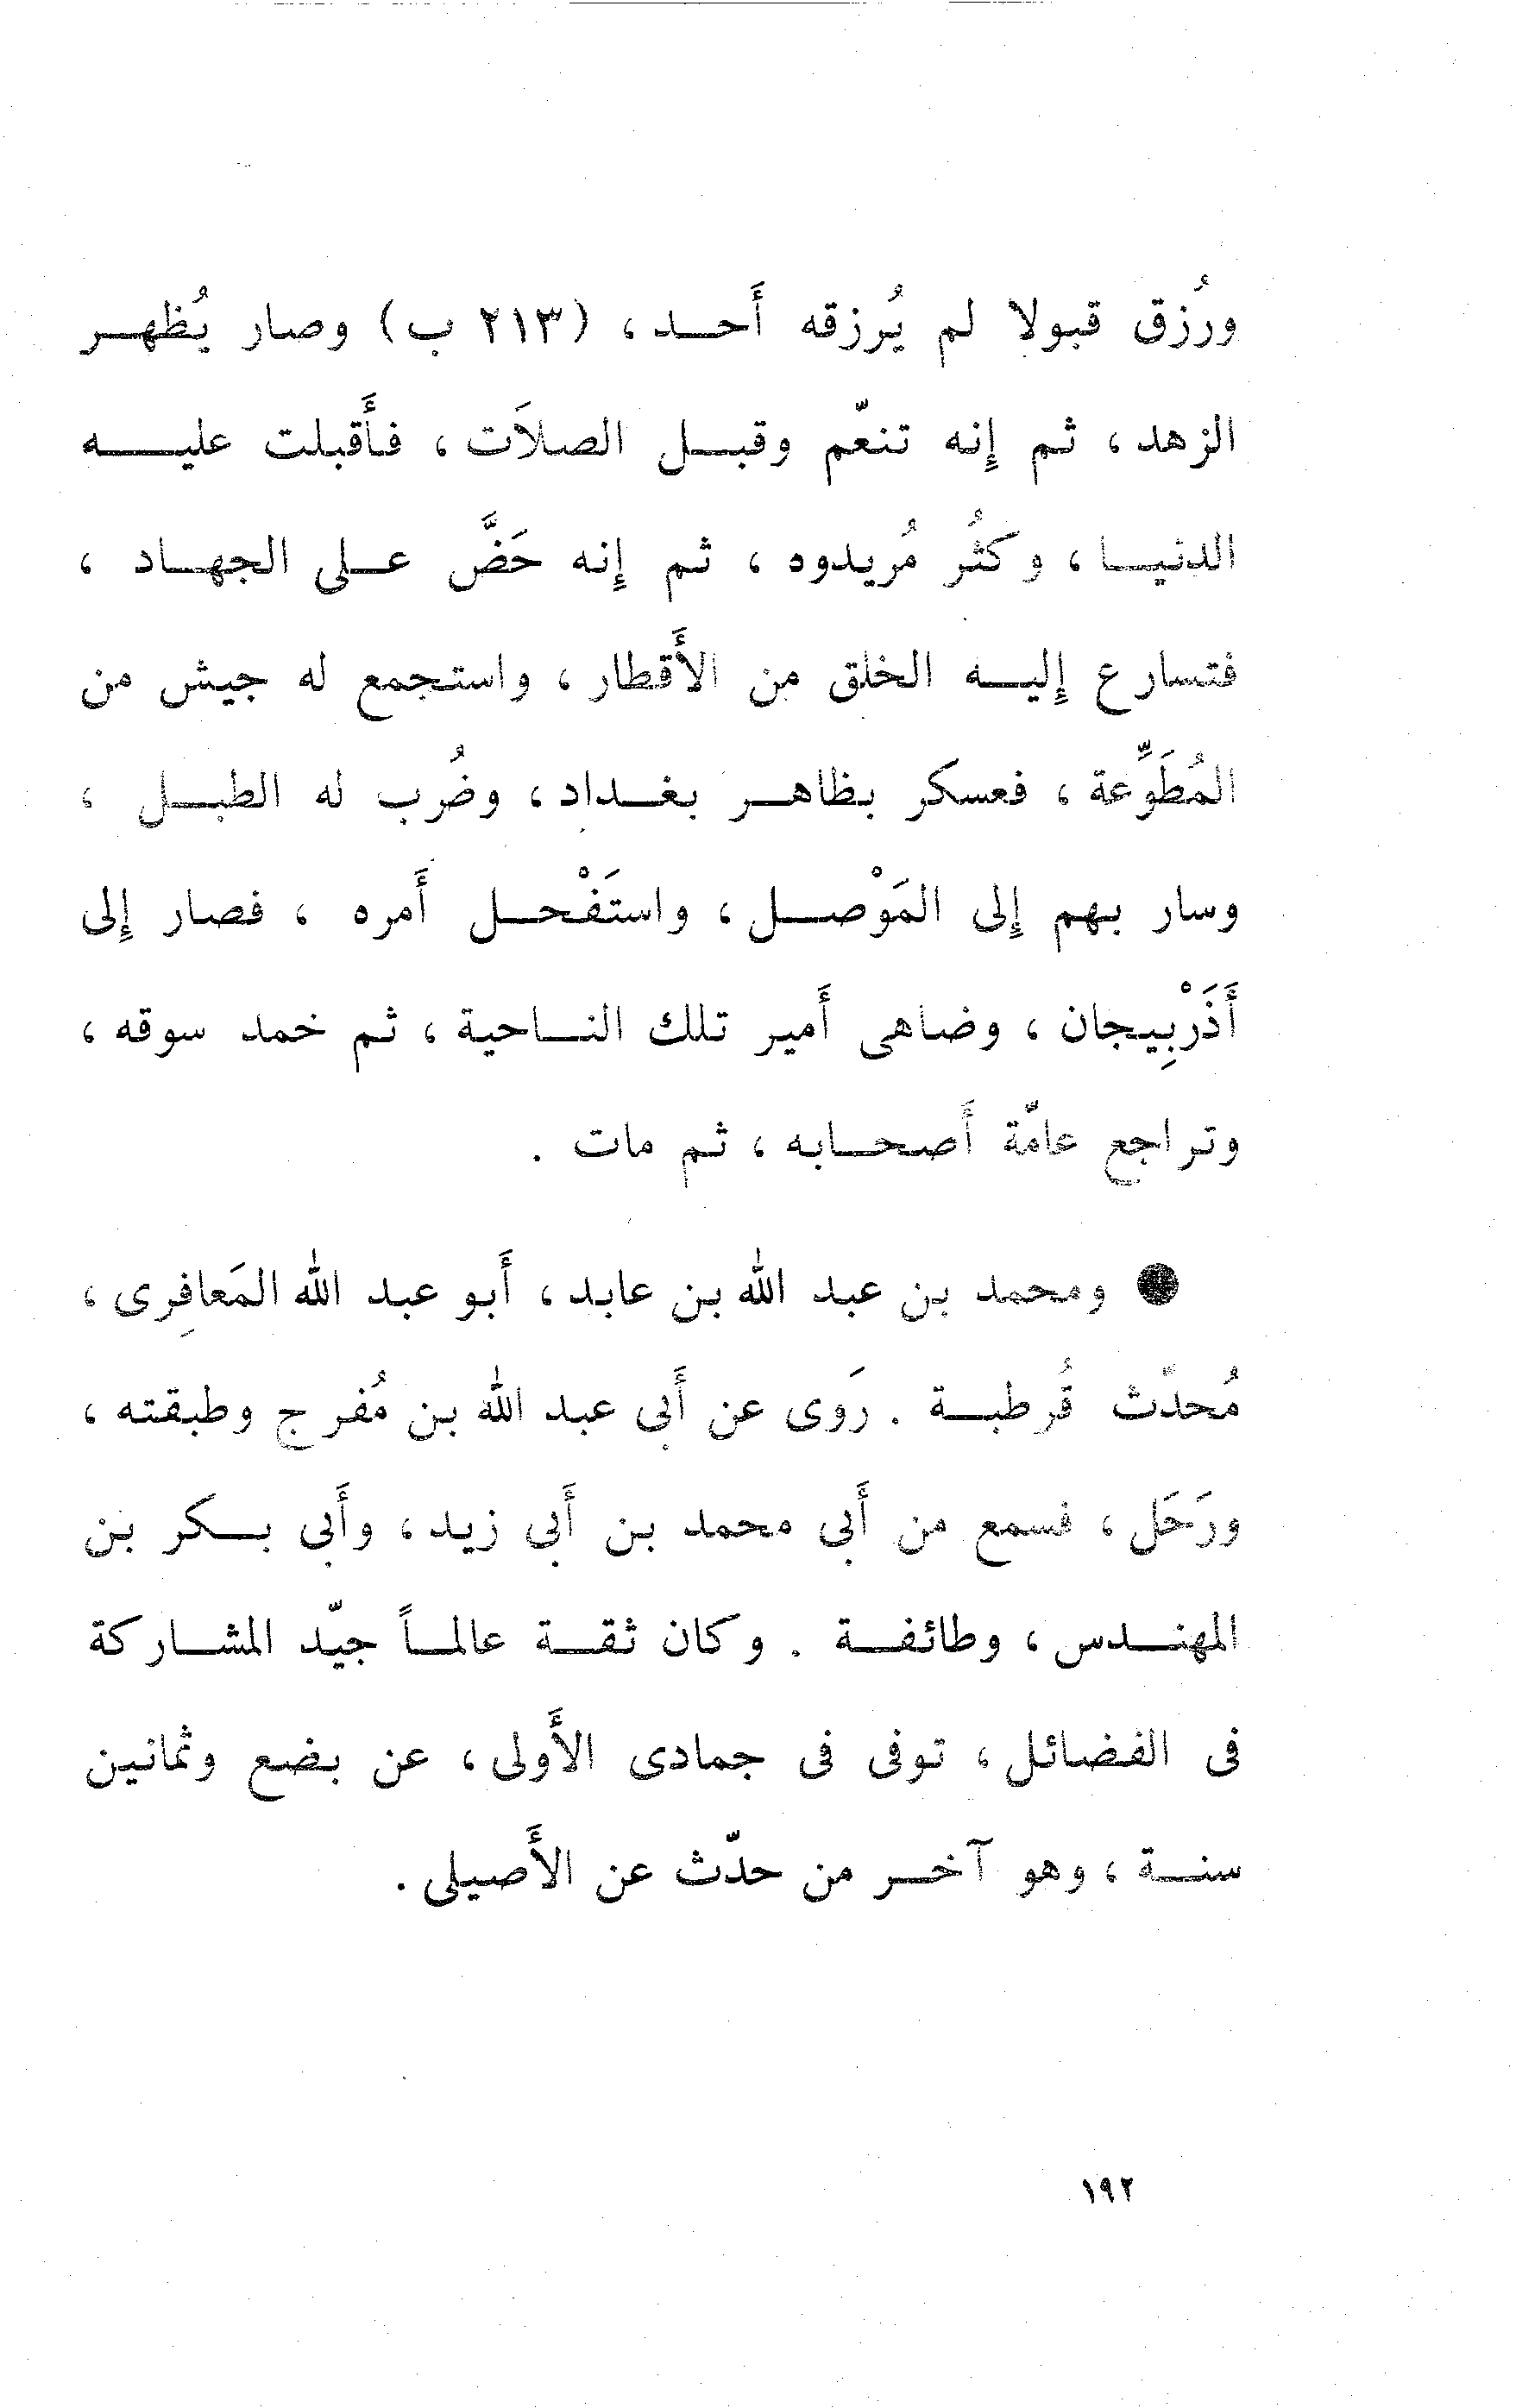 ورُزق قبولا لم يُرزقه أَحد، (٢١٣ ب) وصار يُظهر
الزهد، ثم إِنه تنعّم وقبل الصلاَت، فأَقبلت عليه
الدنيا، وكثُر مُريدوه، ثم إِنه حَضَّ على الجهاد،
فتسارع إِليه الخلق من الأَقطار، واستجمع له جيش من
المُطَوِّعة، فعسكر بظاهر بغداد، وضُرب له الطبل،
وسار بهم إِلى المَوْصل، واستَفْحل أَمره، فصار إِلى
أَذَرْبِيجان، وضاهى أَمير تلك الناحية، ثم خمد سوقه،
وتراجع عامّة أَصحابه، ثم مات .
● ومحمد بن عبد الله بن عابد، أَبو عبد الله المَعافِرى،
مُحدّث قُرطبة . رَوى عن أَبى عبد الله بن مُفرج وطبقته،
ورَحَل، فسمع من أَبى محمد بن أَبى زيد، وأَبى بكر بن
المهندس، وطائفة . وكان ثقة عالماً جيّد المشاركة
فى الفضائل، توفى فى جمادى الأَولى، عن بضع وثمانين
سنة، وهو آخر من حدّث عن الأَصيلى .
١٩٢